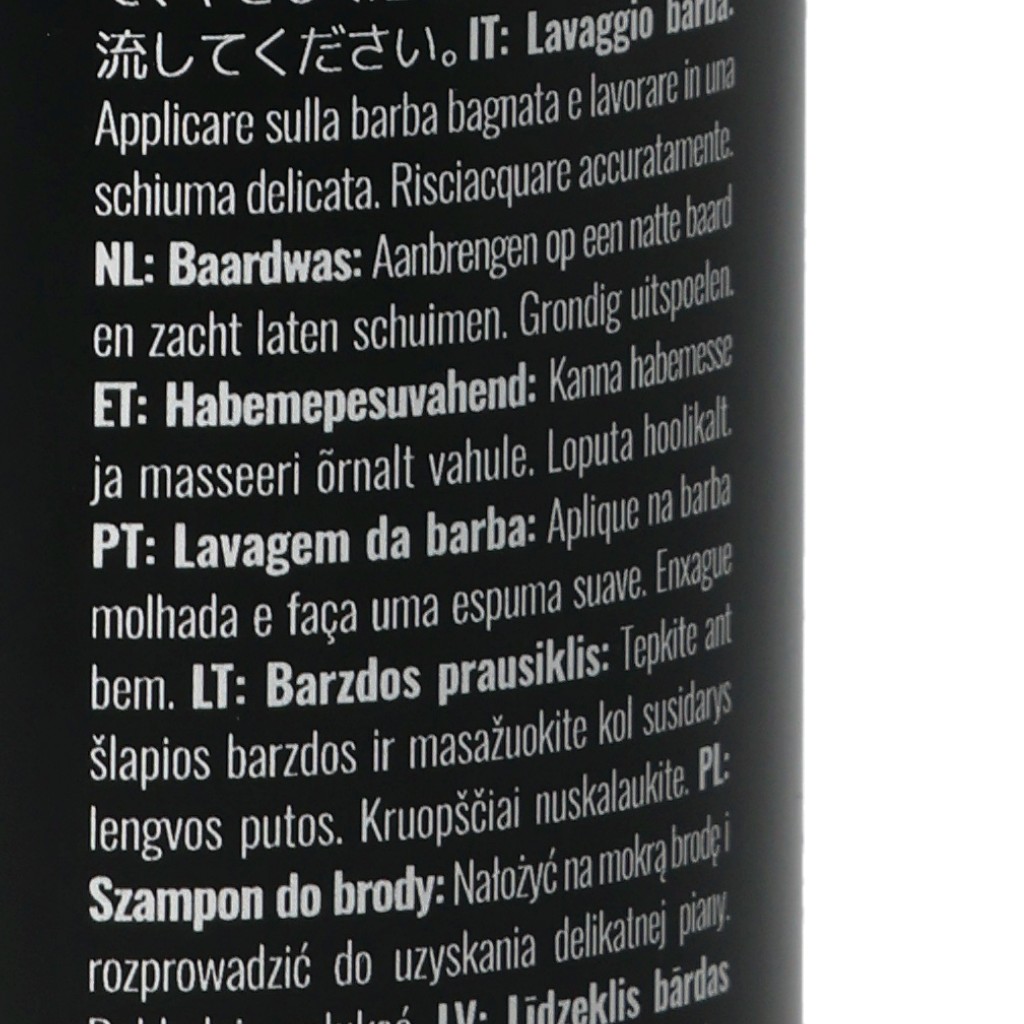 流してください。IT: Lavaggio barba:
Applicare sulla barba bagnata e lavorare in una
schiuma delicata. Risciacquare accuratamente.
NL: Baardwas: Aanbrengen op een natte baard
en zacht laten schuimen. Grondig uitspoelen.
ET: Habemepesuvahend: Kanna habemesse
ja masseeri õrnalt vahule. Loputa hoolikalt.
PT: Lavagem da barba: Aplique na barba
molhada e faça uma espuma suave. Enxague
bem. LT: Barzdos prausiklis: Tepkite ant
šlapios barzdos ir masažuokite kol susidarys
lengvos putos. Kruopščiai nuskalaukite. PL:
Szampon do brody: Nałożyć na mokrą brodę i
rozprowadzić do uzyskania delikatnej piany.
LV: Līdzeklis bārdas